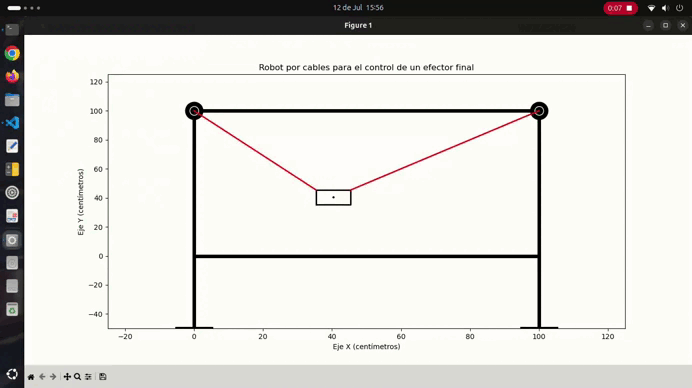 12 de Jul 15:56
0:07
Figure 1
Robot por cables para el control de un efector final
120
100
80
60
40
20
0
−20
−40
Eje Y (centímetros)
−20 0 20 40 60 80 100 120
Eje X (centímetros)